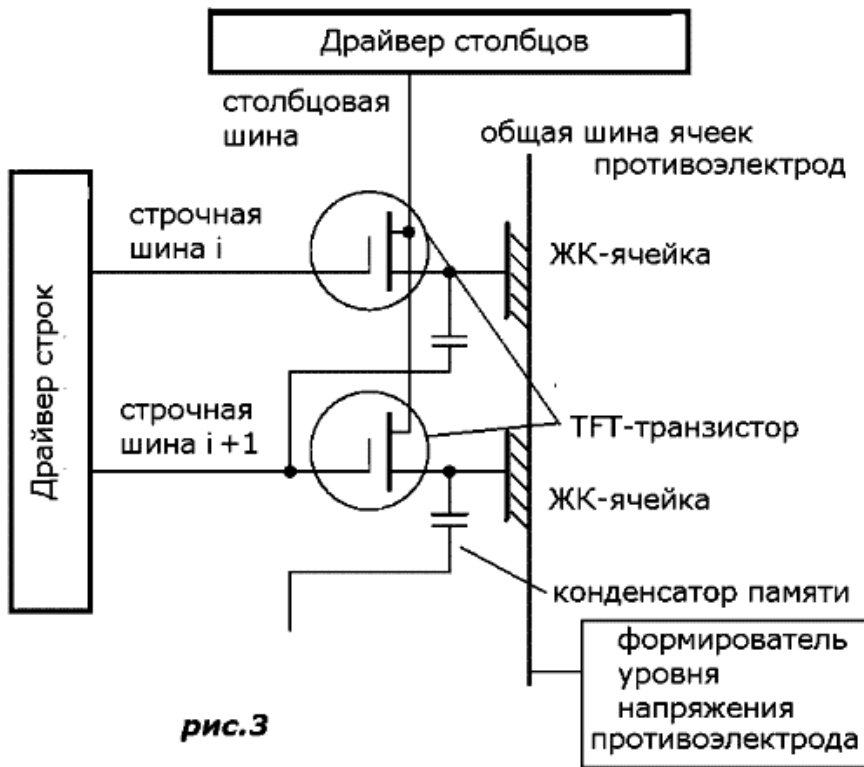 Драйвер столбцов
столбцовая
шина
общая шина ячеек
противоэлектрод
строчная
шина i
ЖК-ячейка
Драйвер строк
строчная
шина i +1
TFT-транзистор
ЖК-ячейка
конденсатор памяти
формирователь
уровня
напряжения
противоэлектрода
рис.3